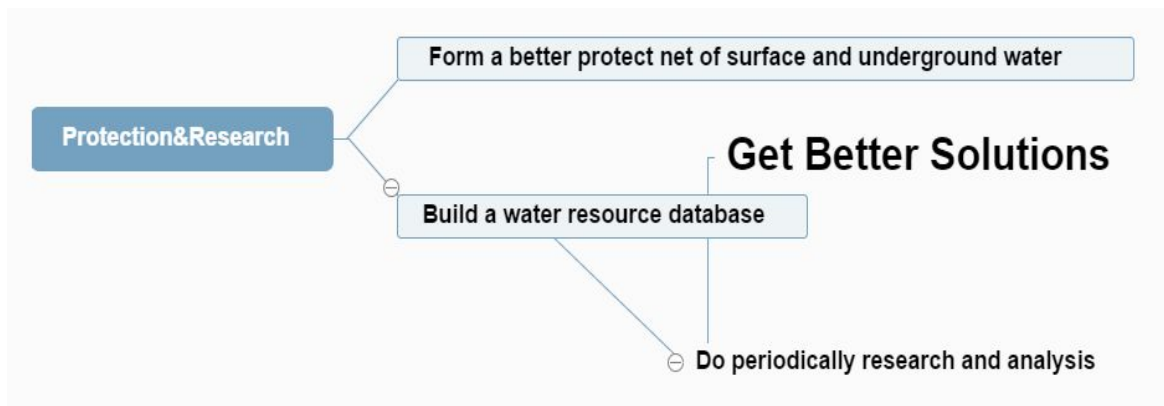 Form a better protect net of surface and underground water
Protection&Research
Get Better Solutions
Build a water resource database
Do periodically research and analysis